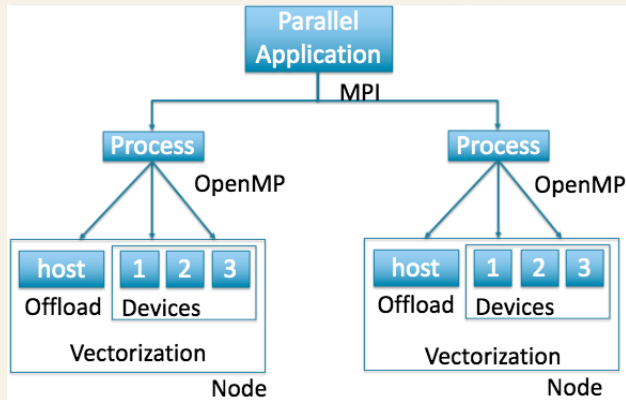 Parallel
Application
MPI
Process
Process
OpenMP
OpenMP
host
1
2
3
Offload
Devices
Vectorization
Node
host
1
2
3
Offload
Devices
Vectorization
Node